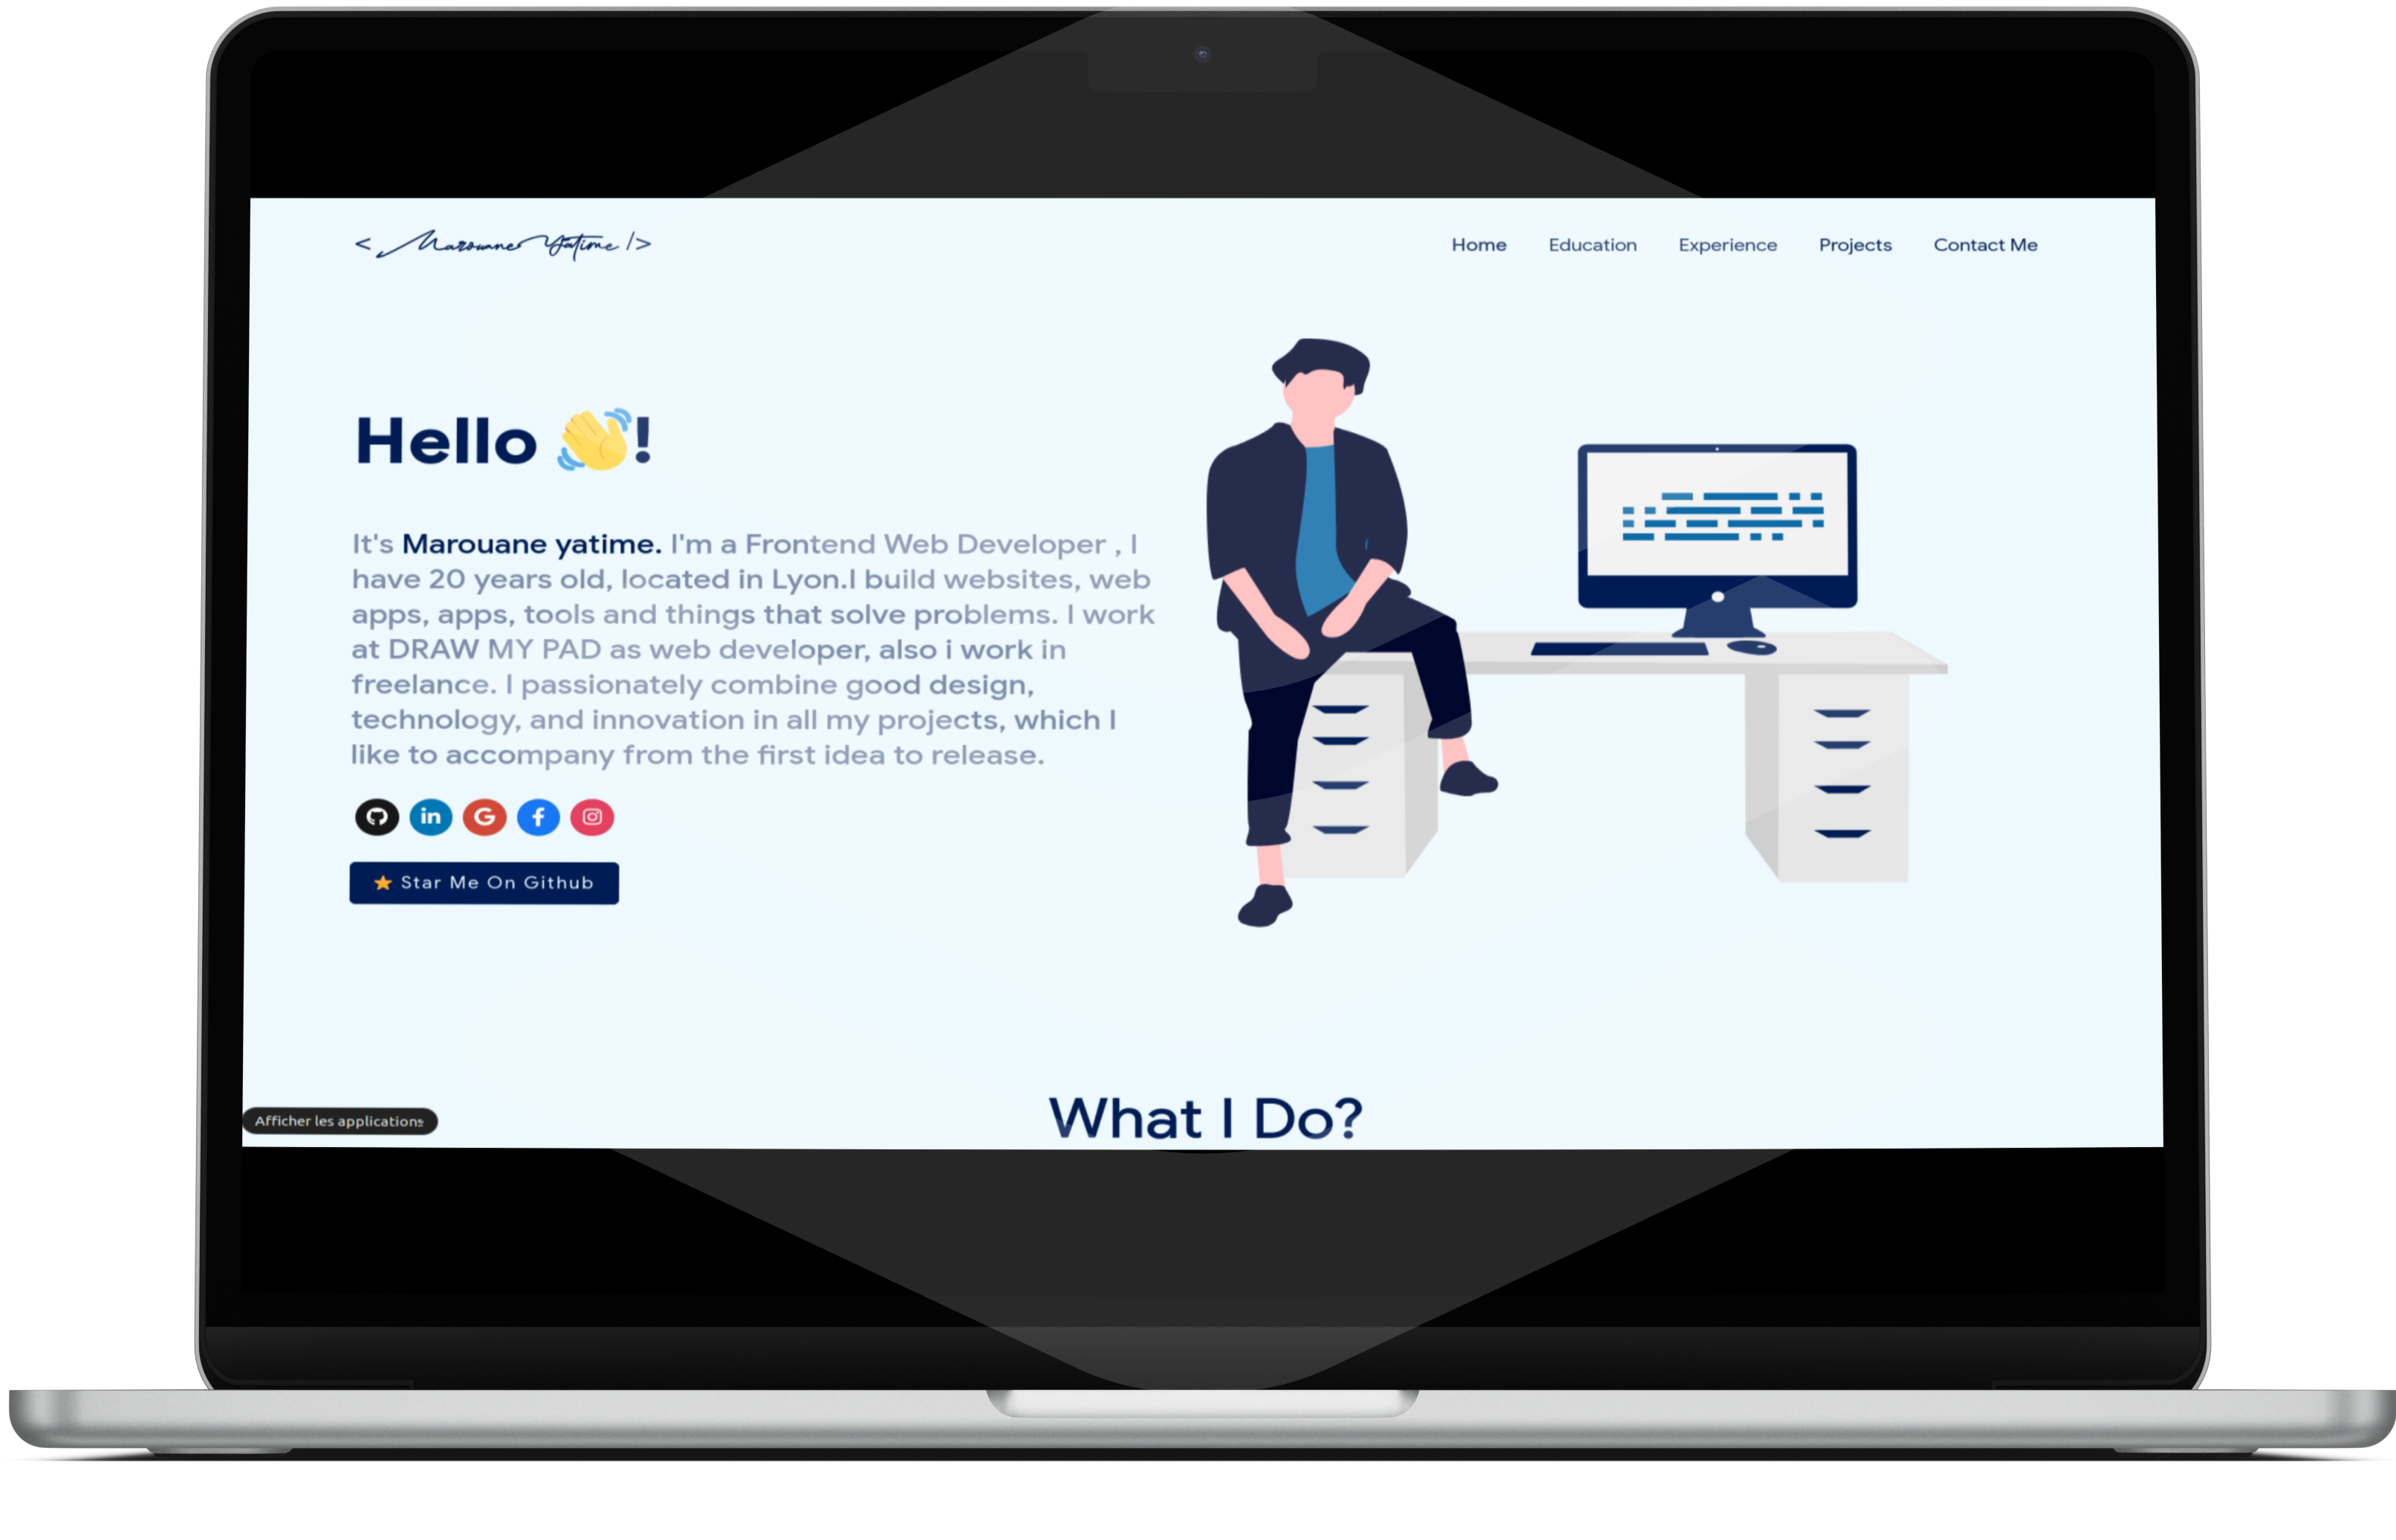 < Marouane Yatime />
Home Education Experience Projects Contact Me
Hello 👋!
It's Marouane yatime. I'm a Frontend Web Developer , I
have 20 years old, located in Lyon.I build websites, web
apps, apps, tools and things that solve problems. I work
at DRAW MY PAD as web developer, also i work in
freelance. I passionately combine good design,
technology, and innovation in all my projects, which I
like to accompany from the first idea to release.
in G f
⭐ Star Me On Github
What I Do?
Afficher les applications